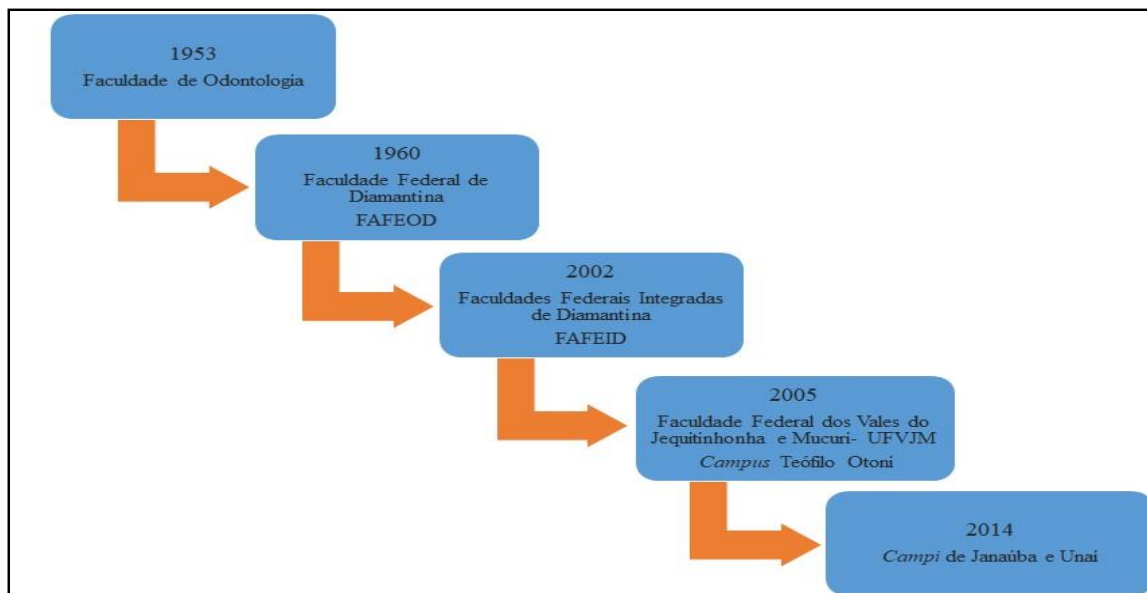 1953
Faculdade de Odontologia
1960
Faculdade Federal de
Diamantina
FAFEOD
2002
Faculdades Federais Integradas
de Diamantina
FAFEID
2005
Faculdade Federal dos Vales do
Jequitinhonha e Mucuri- UFVJM
Campus Teófilo Otoni
2014
Campi de Janaúba e Unaí